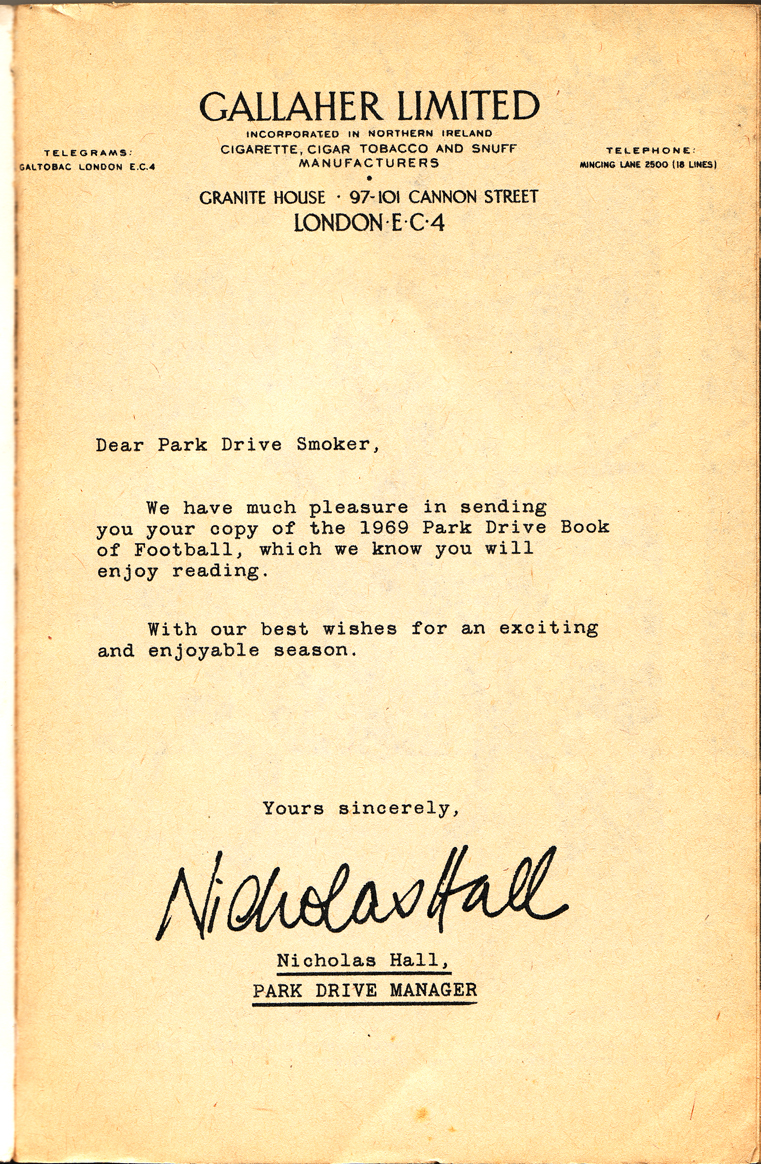 GALLAHER LIMITED
INCORPORATED IN NORTHERN IRELAND
CIGARETTE, CIGAR TOBACCO AND SNUFF
MANUFACTURERS
TELEGRAMS:
GALTOBAC LONDON E.C.4
TELEPHONE:
MINCING LANE 2500 (18 LINES)
GRANITE HOUSE · 97-101 CANNON STREET
LONDON·E·C·4
Dear Park Drive Smoker,
We have much pleasure in sending
you your copy of the 1969 Park Drive Book
of Football, which we know you will
enjoy reading.
With our best wishes for an exciting
and enjoyable season.
Yours sincerely,
Nicholas Hall
Nicholas Hall,
PARK DRIVE MANAGER